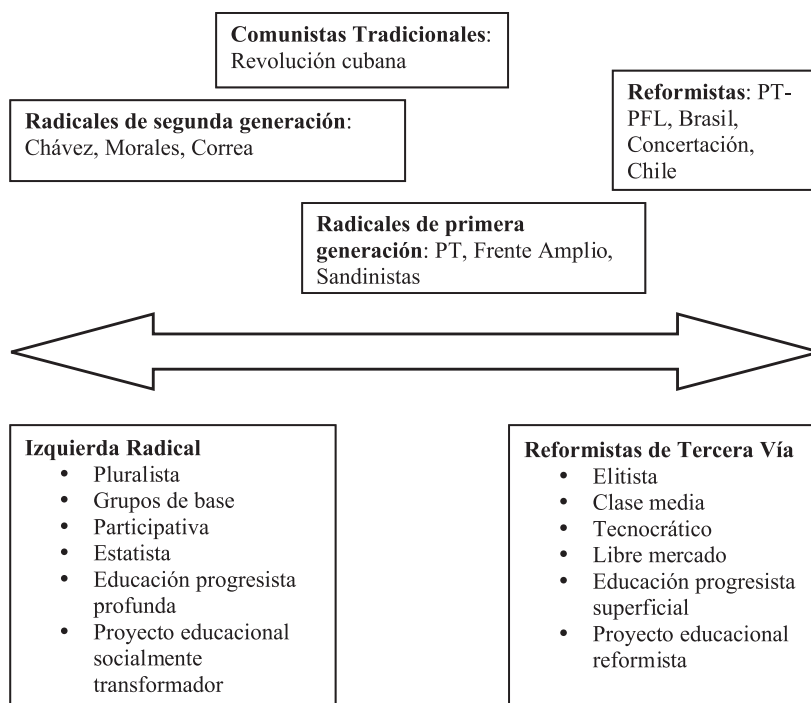 Comunistas Tradicionales:
Revolución cubana
Radicales de segunda generación:
Chávez, Morales, Correa
Reformistas: PT-
PFL, Brasil,
Concertación,
Chile
Radicales de primera
generación: PT, Frente Amplio,
Sandinistas
Izquierda Radical
• Pluralista
• Grupos de base
• Participativa
• Estatista
• Educación progresista
profunda
• Proyecto educacional
socialmente
transformador
Reformistas de Tercera Vía
• Elitista
• Clase media
• Tecnocrático
• Libre mercado
• Educación progresista
superficial
• Proyecto educacional
reformista